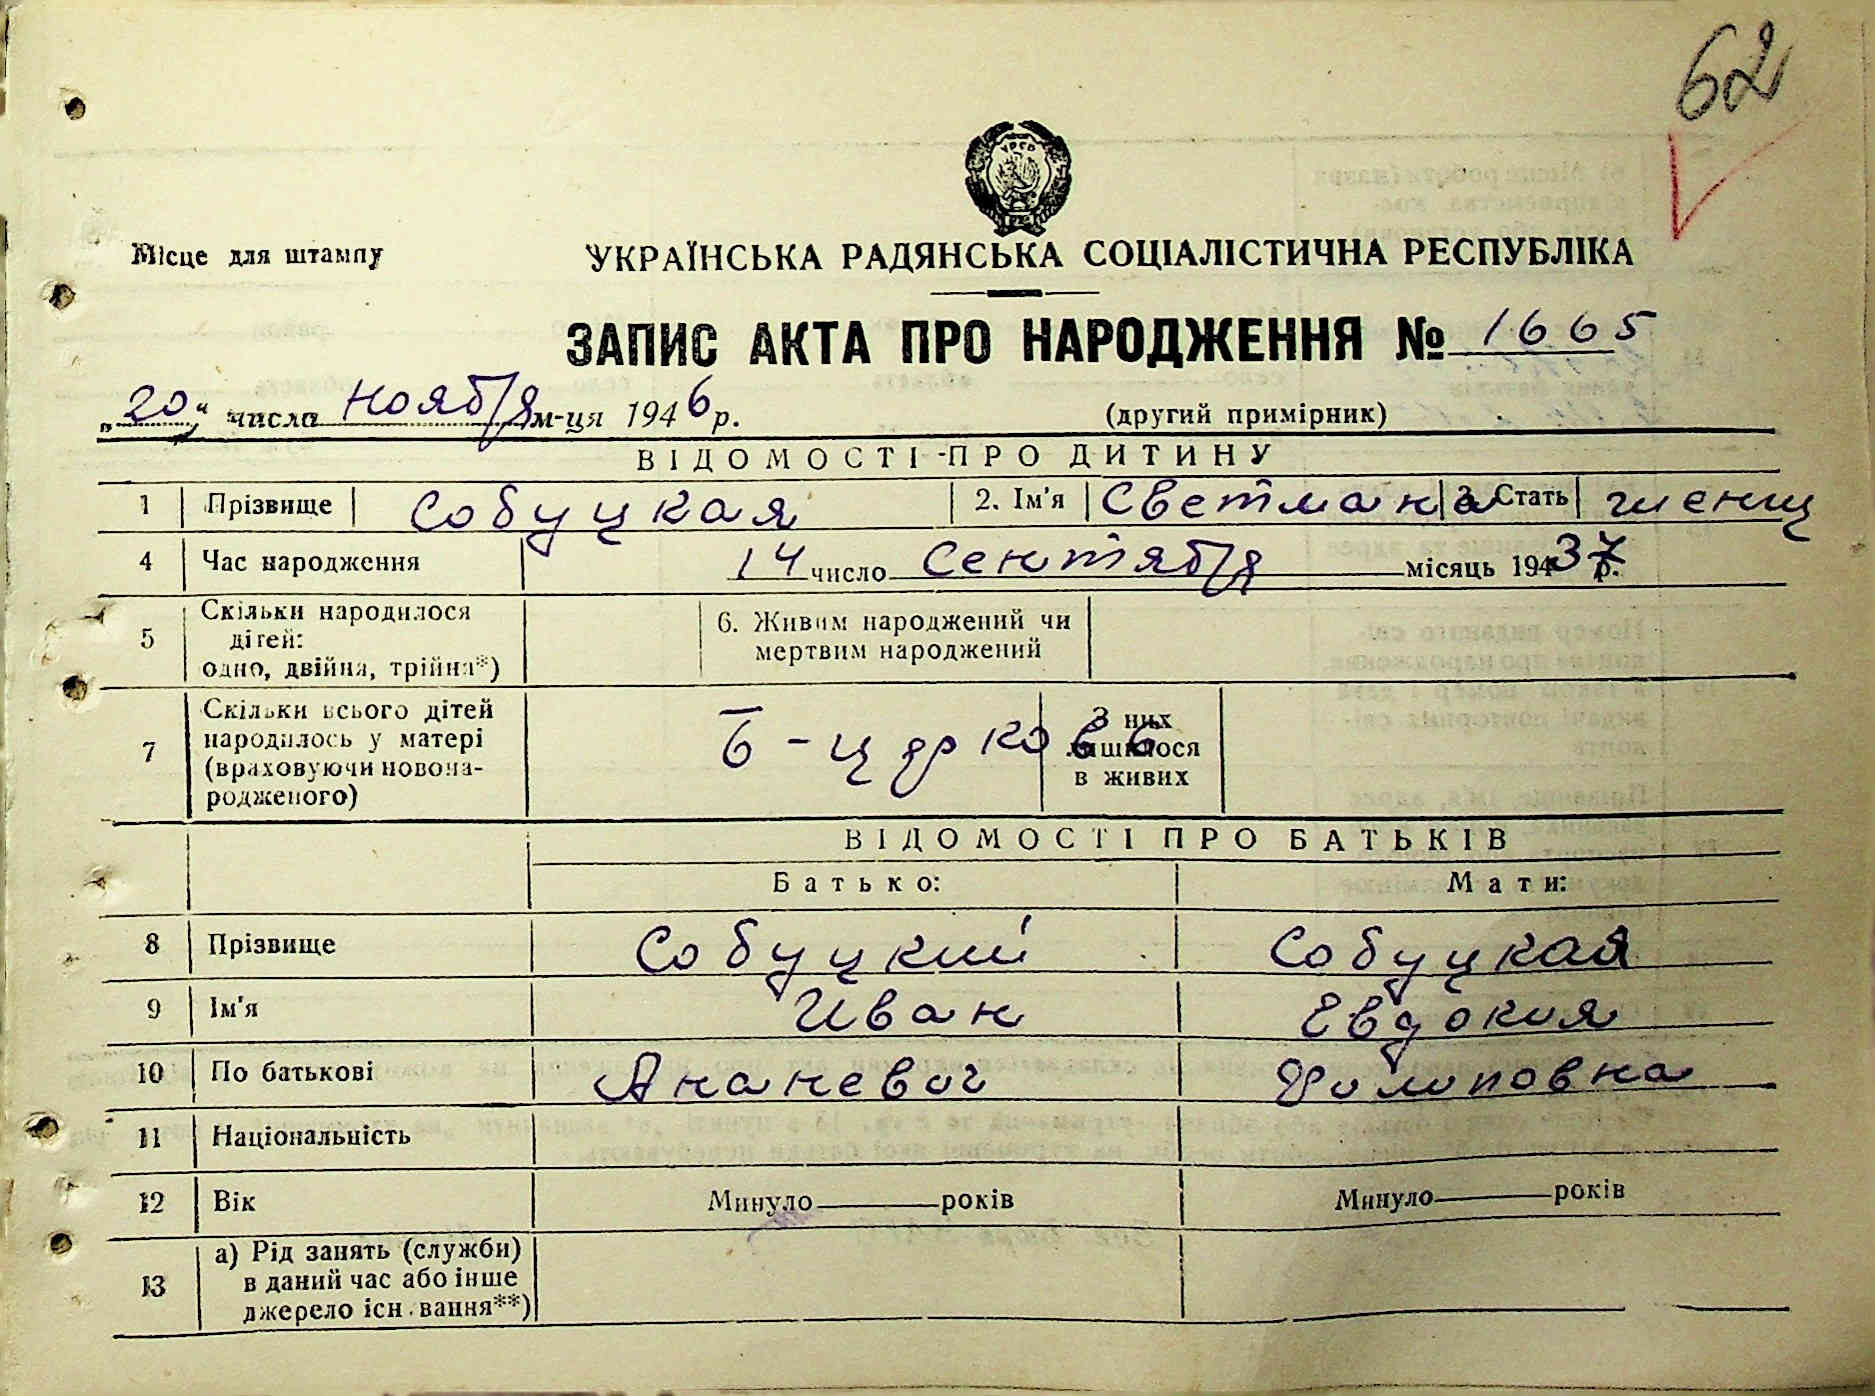 62
УРСР
Місце для штампу
УКРАЇНСЬКА РАДЯНСЬКА СОЦІАЛІСТИЧНА РЕСПУБЛІКА
ЗАПИС АКТА ПРО НАРОДЖЕННЯ № 1665
„20“ числа ноября м-ця 1946 р.
(другий примірник)
ВІДОМОСТІ ПРО ДИТИНУ
1 Прізвище Собуцкая 2. Ім'я Светлана 3. Стать женщ
4 Час народження 14 число Сентября місяць 1937 р.
5 Скільки народилося дітей: одно, двійня, трійня*) 6. Живим народжений чи мертвим народжений
7 Скільки всього дітей народилось у матері (враховуючи новонародженого) Б-церковь З них лишилося в живих
ВІДОМОСТІ ПРО БАТЬКІВ
Батько: Мати:
8 Прізвище Собуцкий Собуцкая
9 Ім'я Иван Евдокия
10 По батькові Ананевич Филиповна
11 Національність
12 Вік Минуло років Минуло років
13 а) Рід занять (служби) в даний час або інше джерело існ вання**)